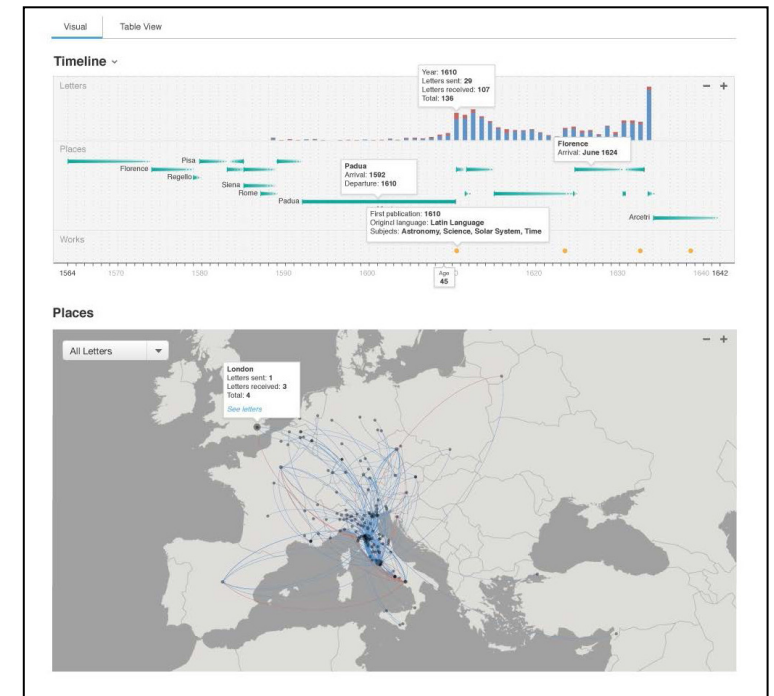 Visual
Table View
Timeline
Letters
Year: 1610
Letters sent: 29
Letters received: 107
Total: 136
− +
Places
Pisa
Florence
Regello
Siena
Rome
Padua
Padua
Arrival: 1592
Departure: 1610
Florence
Arrival: June 1624
First publication: 1610
Original language: Latin Language
Subjects: Astronomy, Science, Solar System, Time
Arcetri
Works
1564 1570 1580 1590 1600 0 1620 1630 1640 1642
Age
45
Places
All Letters
− +
London
Letters sent: 1
Letters received: 3
Total: 4
See letters